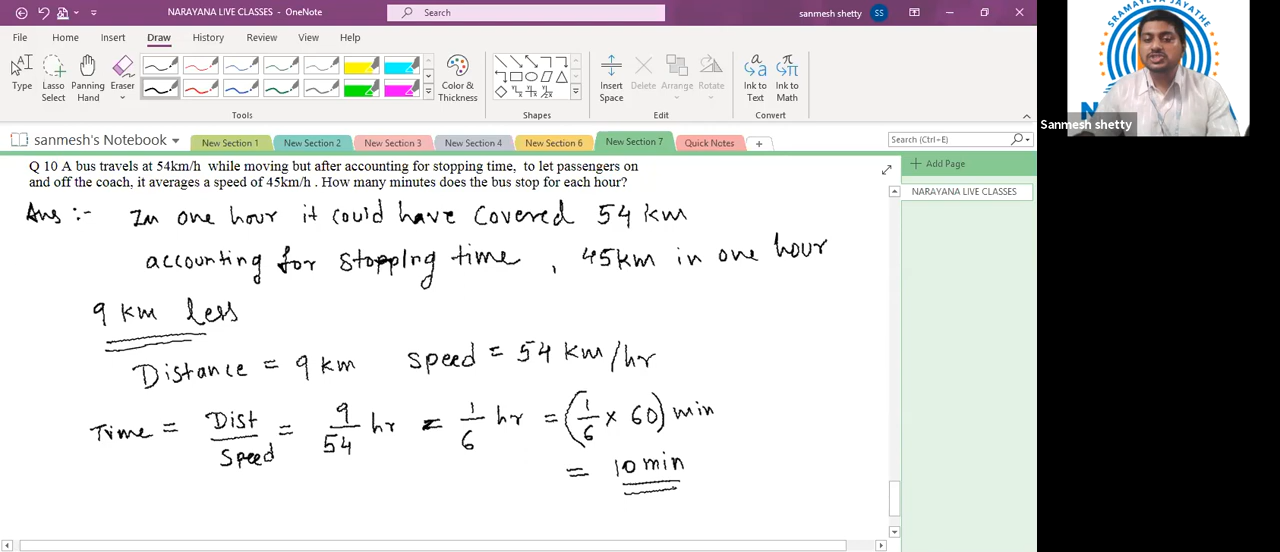 NARAYANA LIVE CLASSES - OneNote
Search
sanmesh shetty SS
File Home Insert Draw History Review View Help
Type
Lasso Select
Panning Hand
Eraser
Color & Thickness
Insert Space
Delete
Arrange
Rotate
Ink to Text
Ink to Math
Tools Shapes Edit Convert
sanmesh's Notebook
New Section 1 New Section 2 New Section 3 New Section 4 New Section 6 New Section 7 Quick Notes +
Search (Ctrl+E)
Add Page
NARAYANA LIVE CLASSES
Q 10 A bus travels at 54km/h while moving but after accounting for stopping time, to let passengers on
and off the coach, it averages a speed of 45km/h . How many minutes does the bus stop for each hour?
Ans :- In one hour it could have covered 54 km
accounting for stopping time , 45km in one hour
9 km less
Distance = 9 km Speed = 54 km/hr
Time = Dist/Speed = 9/54 hr = 1/6 hr = (1/6 × 60) min
= 10 min
SRAMAYEVA JAYATHE
Sanmesh shetty